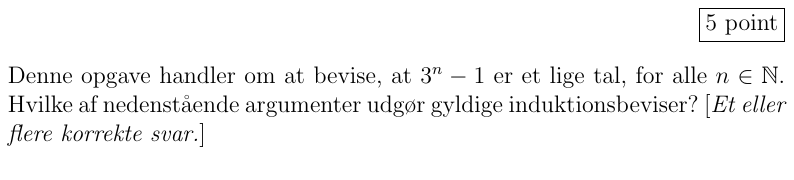 5 point
Denne opgave handler om at bevise, at 3ⁿ − 1 er et lige tal, for alle n ∈ ℕ.
Hvilke af nedenstående argumenter udgør gyldige induktionsbeviser? [Et eller
flere korrekte svar.]